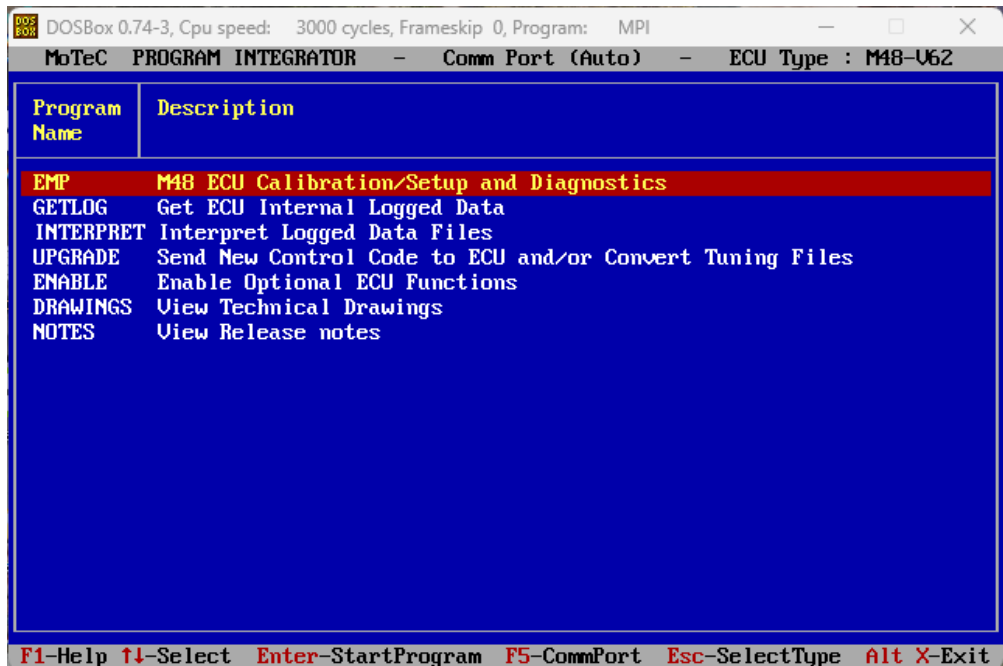 DOSBox 0.74-3, Cpu speed: 3000 cycles, Frameskip 0, Program: MPI
MoTeC PROGRAM INTEGRATOR - Comm Port (Auto) - ECU Type : M48-V62
Program Name Description
EMP M48 ECU Calibration/Setup and Diagnostics
GETLOG Get ECU Internal Logged Data
INTERPRET Interpret Logged Data Files
UPGRADE Send New Control Code to ECU and/or Convert Tuning Files
ENABLE Enable Optional ECU Functions
DRAWINGS View Technical Drawings
NOTES View Release notes
F1-Help ↑↓-Select Enter-StartProgram F5-CommPort Esc-SelectType Alt X-Exit